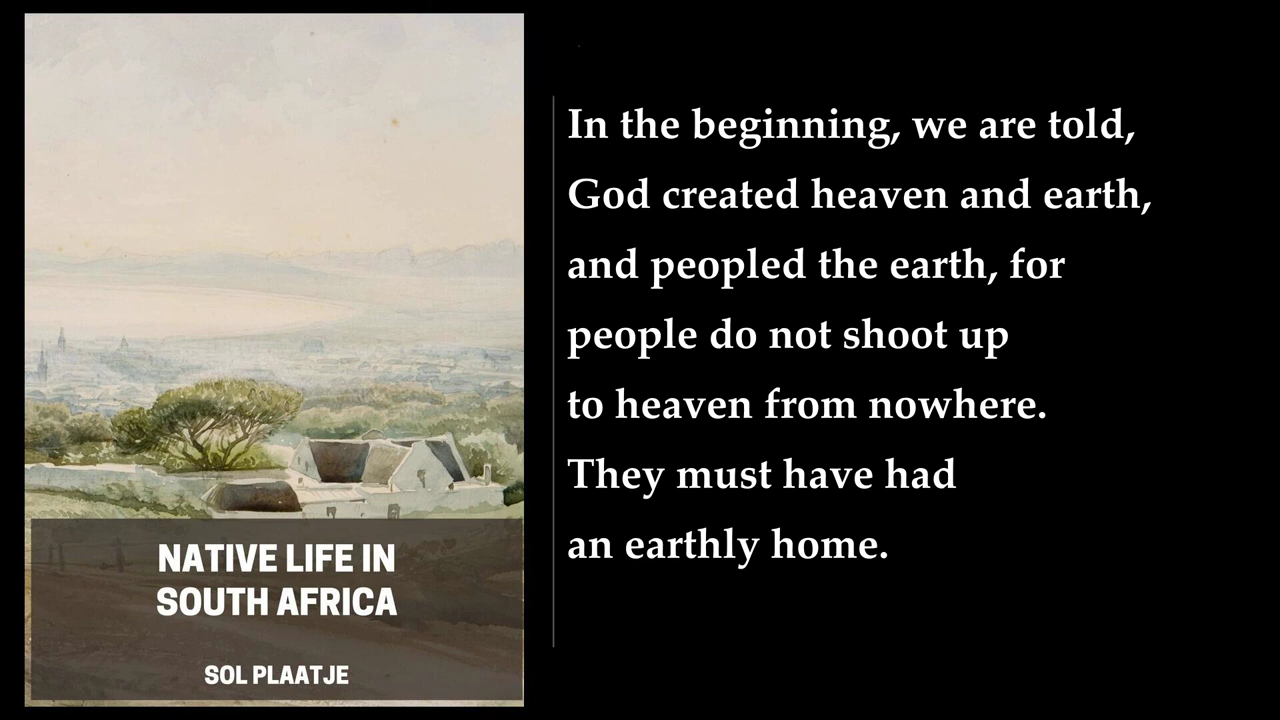 NATIVE LIFE IN
SOUTH AFRICA
SOL PLAATJE
In the beginning, we are told,
God created heaven and earth,
and peopled the earth, for
people do not shoot up
to heaven from nowhere.
They must have had
an earthly home.